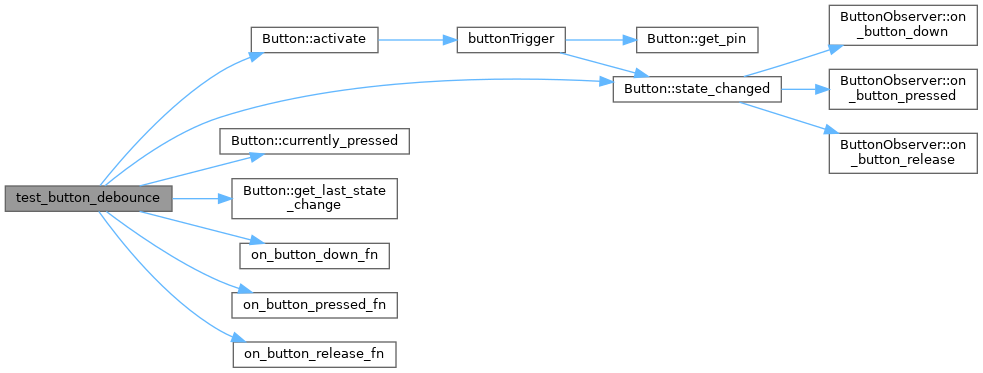 test_button_debounce
Button::activate
buttonTrigger
Button::get_pin
Button::state_changed
ButtonObserver::on
_button_down
ButtonObserver::on
_button_pressed
ButtonObserver::on
_button_release
Button::currently_pressed
Button::get_last_state
_change
on_button_down_fn
on_button_pressed_fn
on_button_release_fn